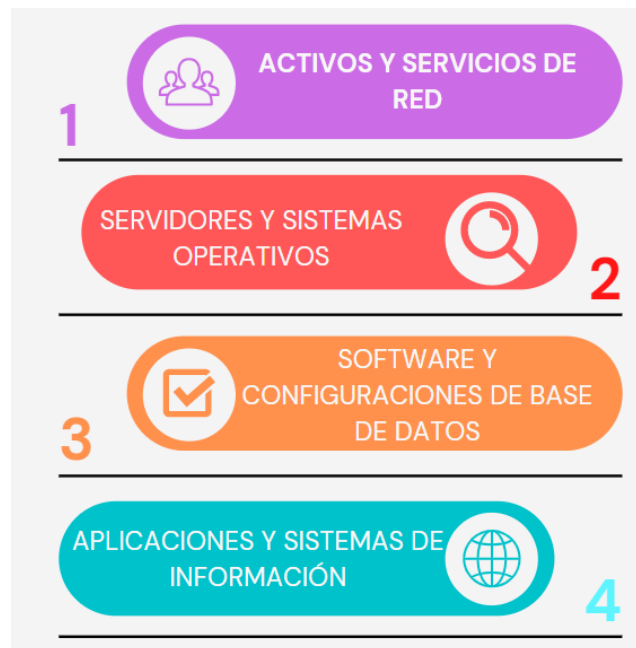 ACTIVOS Y SERVICIOS DE
RED
1
SERVIDORES Y SISTEMAS
OPERATIVOS
2
SOFTWARE Y
CONFIGURACIONES DE BASE
DE DATOS
3
APLICACIONES Y SISTEMAS DE
INFORMACIÓN
4